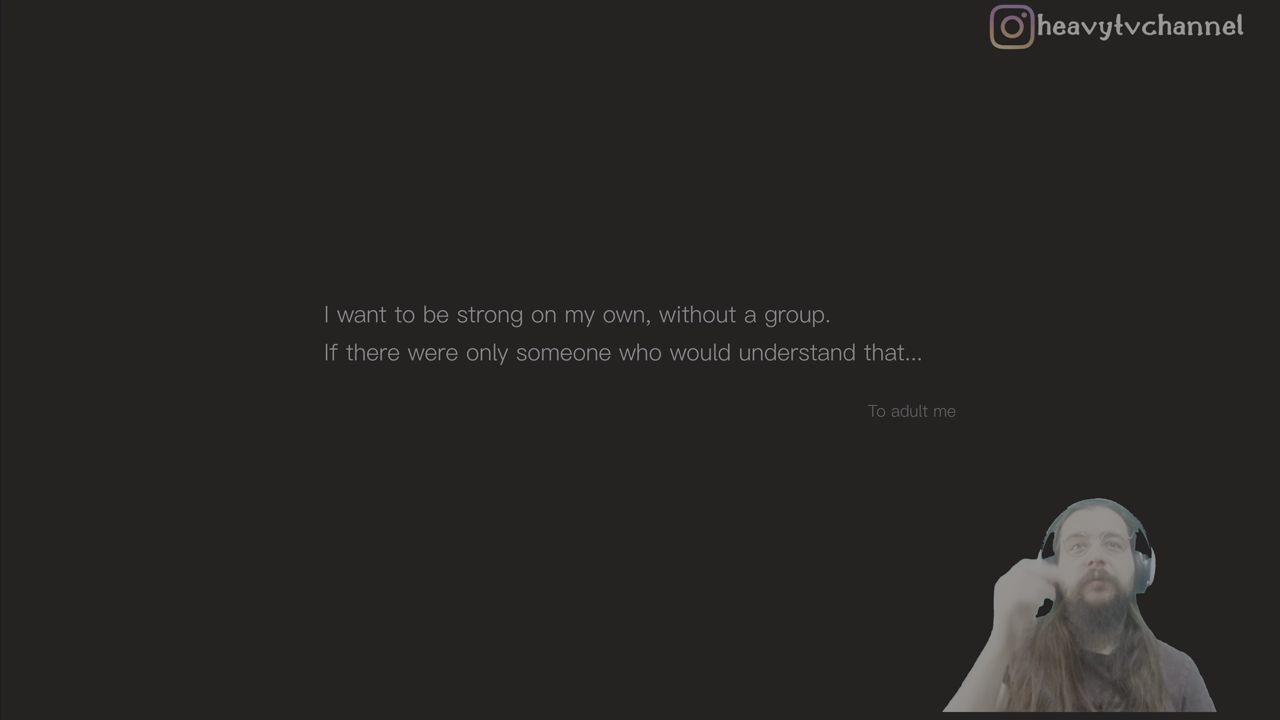 heavytvchannel
I want to be strong on my own, without a group.
If there were only someone who would understand that...
To adult me